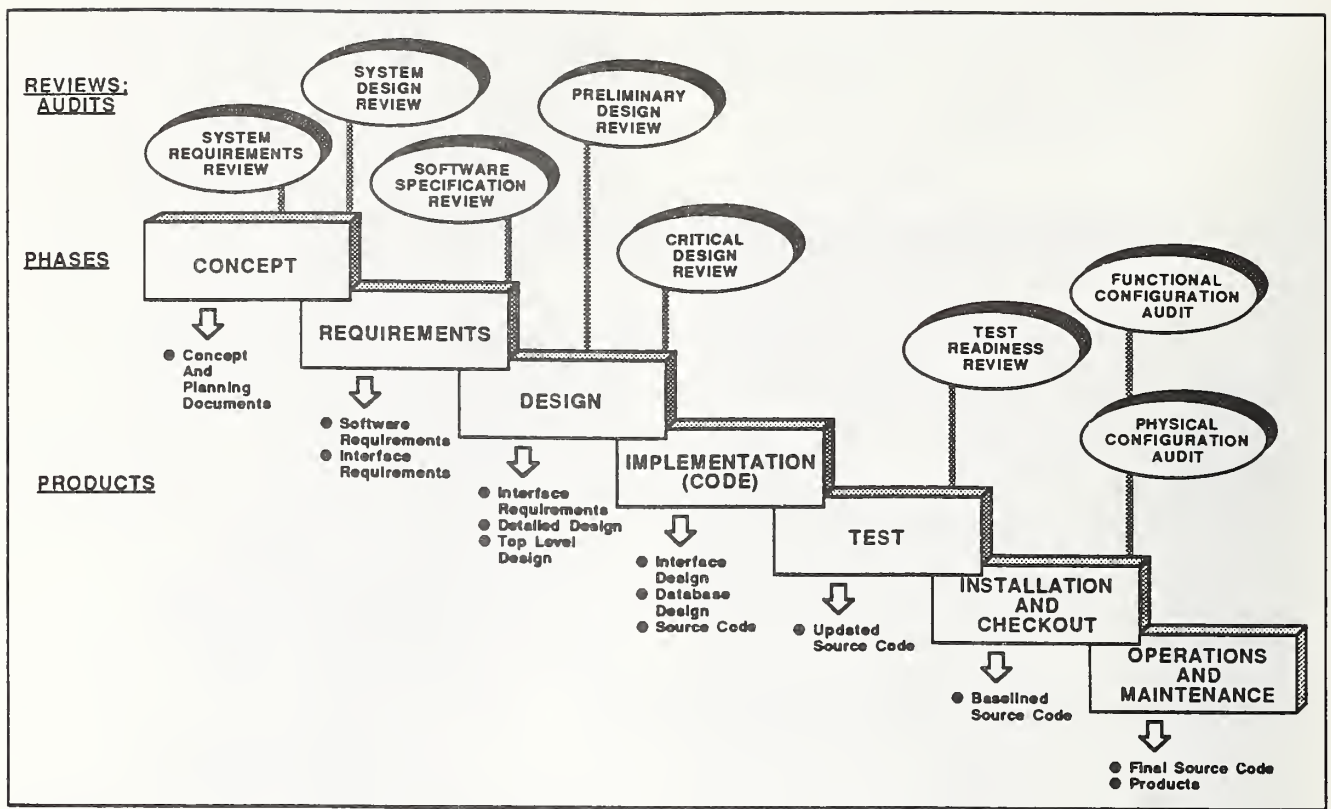 REVIEWS;
AUDITS
SYSTEM
DESIGN
REVIEW
PRELIMINARY
DESIGN
REVIEW
SYSTEM
REQUIREMENTS
REVIEW
SOFTWARE
SPECIFICATION
REVIEW
CRITICAL
DESIGN
REVIEW
FUNCTIONAL
CONFIGURATION
AUDIT
TEST
READINESS
REVIEW
PHYSICAL
CONFIGURATION
AUDIT
PHASES
CONCEPT
REQUIREMENTS
DESIGN
IMPLEMENTATION
(CODE)
TEST
INSTALLATION
AND
CHECKOUT
OPERATIONS
AND
MAINTENANCE
PRODUCTS
● Concept
And
Planning
Documents
● Software
Requirements
● Interface
Requirements
● Interface
Requirements
● Detailed Design
● Top Level
Design
● Interface
Design
● Database
Design
● Source Code
● Updated
Source Code
● Baselined
Source Code
● Final Source Code
● Products